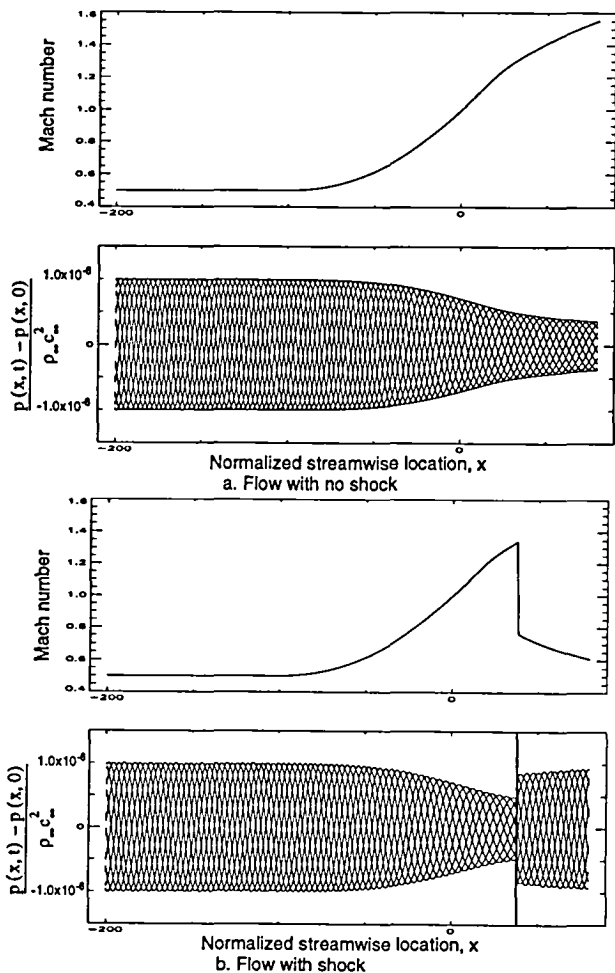 1.6
1.4
1.2
1.0
0.8
0.6
0.4
Mach number
-200
0
1.0x10⁻⁶
0
-1.0x10⁻⁶
p (x, t) − p (x, 0)
ρ∞ c∞²
-200
0
Normalized streamwise location, x
a. Flow with no shock
1.6
1.4
1.2
1.0
0.8
0.6
0.4
Mach number
-200
0
1.0x10⁻⁶
0
-1.0x10⁻⁶
p (x, t) − p (x, 0)
ρ∞ c∞²
-200
0
Normalized streamwise location, x
b. Flow with shock